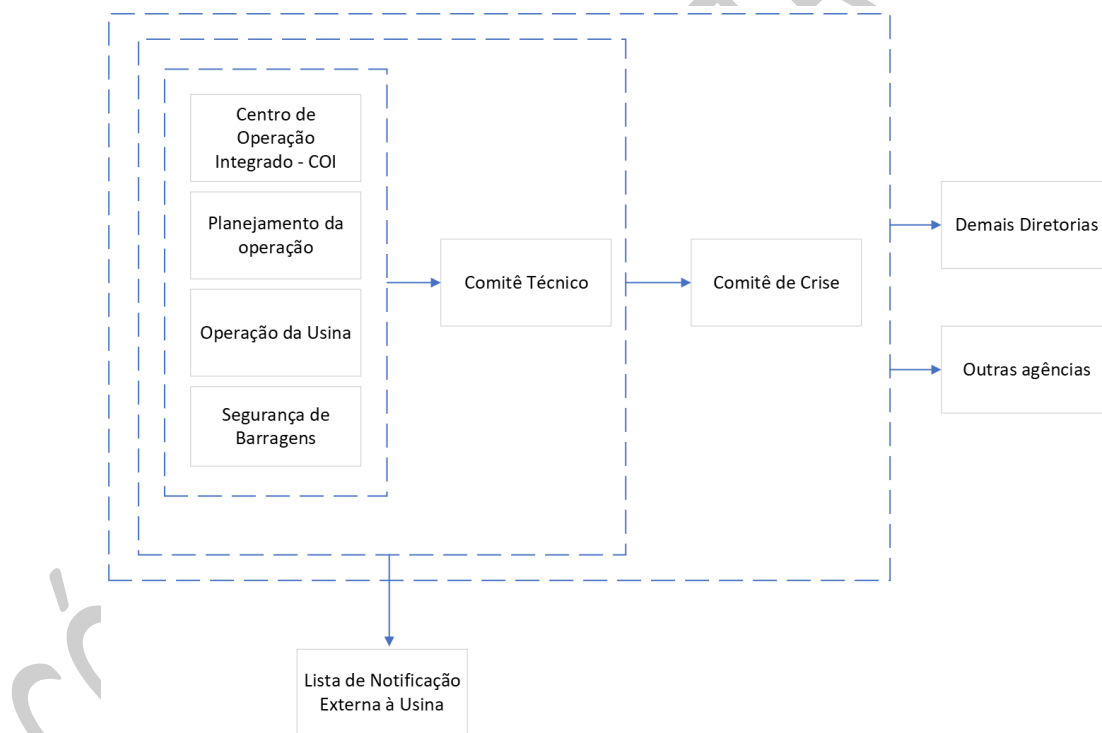 Centro de
Operação
Integrado - COI
Planejamento da
operação
Operação da Usina
Segurança de
Barragens
Comitê Técnico
Comitê de Crise
Demais Diretorias
Outras agências
Lista de Notificação
Externa à Usina